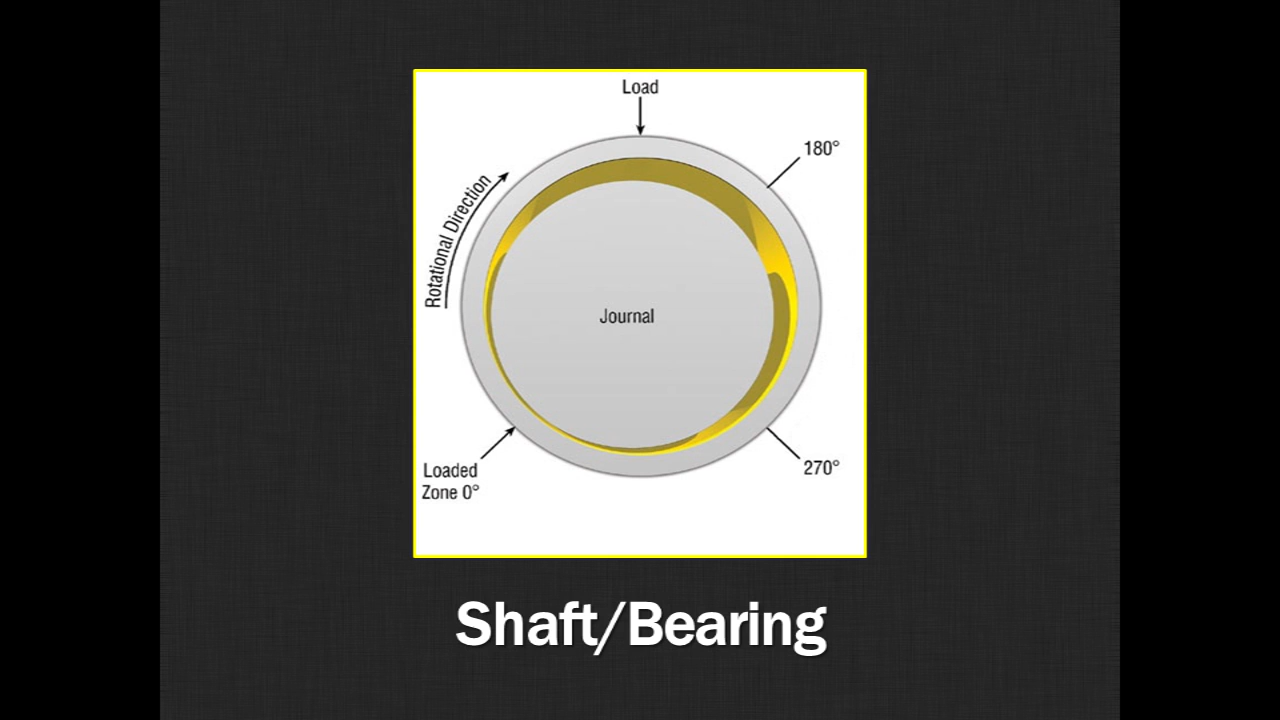 Load
180°
Rotational Direction
Journal
Loaded
Zone 0°
270°
Shaft/Bearing